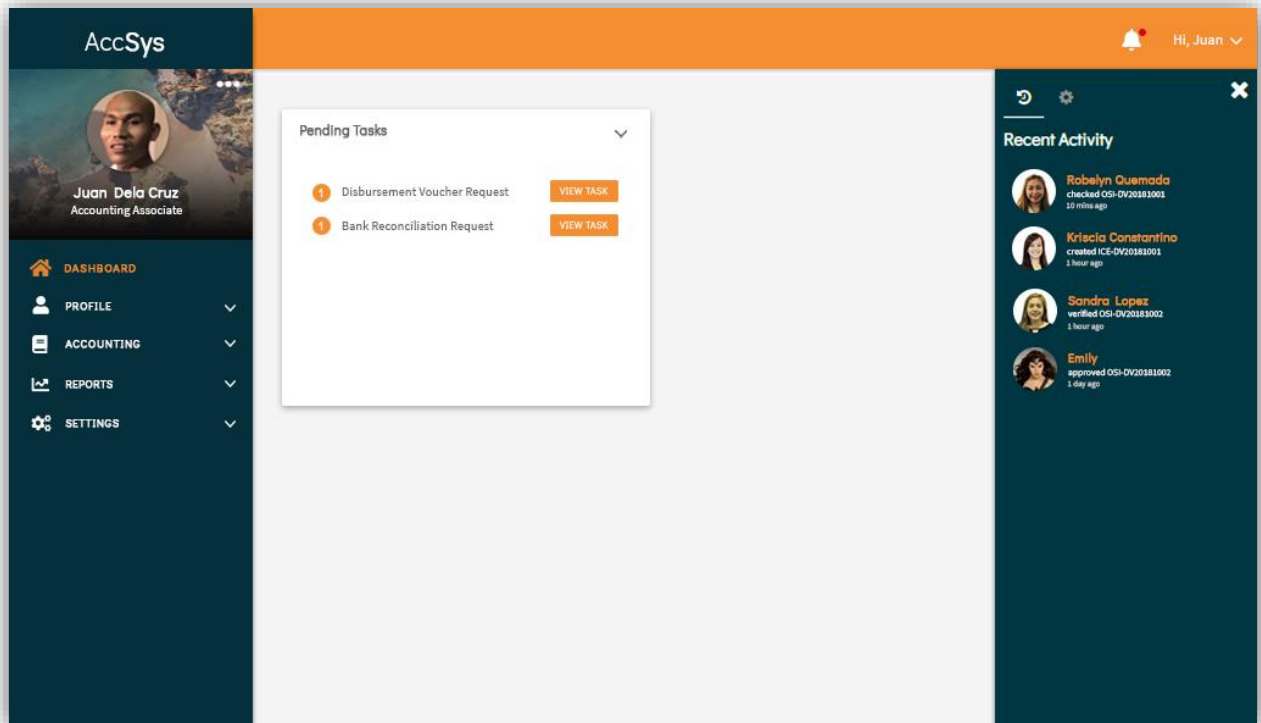 AccSys
Hi, Juan
Juan Dela Cruz
Accounting Associate
DASHBOARD
PROFILE
ACCOUNTING
REPORTS
SETTINGS
Pending Tasks
1 Disbursement Voucher Request VIEW TASK
1 Bank Reconciliation Request VIEW TASK
Recent Activity
Robelyn Quemada
checked OSI-DV20181001
10 mins ago
Kriscia Constantino
created ICE-DV20181001
1 hour ago
Sandra Lopez
verified OSI-DV20181002
1 hour ago
Emily
approved OSI-DV20181002
1 day ago